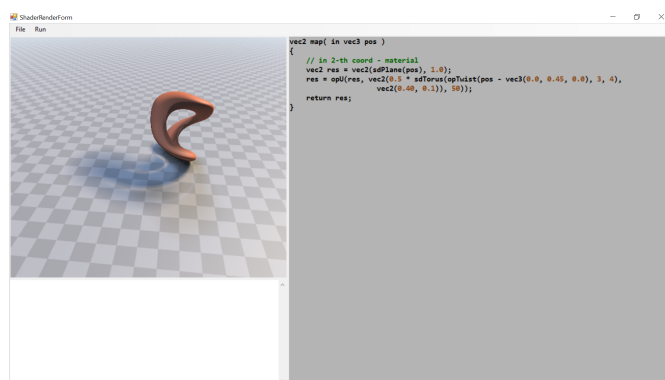 ShaderRenderForm
File Run
vec2 map( in vec3 pos )
{
// in 2-th coord - material
vec2 res = vec2(sdPlane(pos), 1.0);
res = opU(res, vec2(0.5 * sdTorus(opTwist(pos - vec3(0.0, 0.45, 0.0), 3, 4),
vec2(0.40, 0.1)), 50));
return res;
}